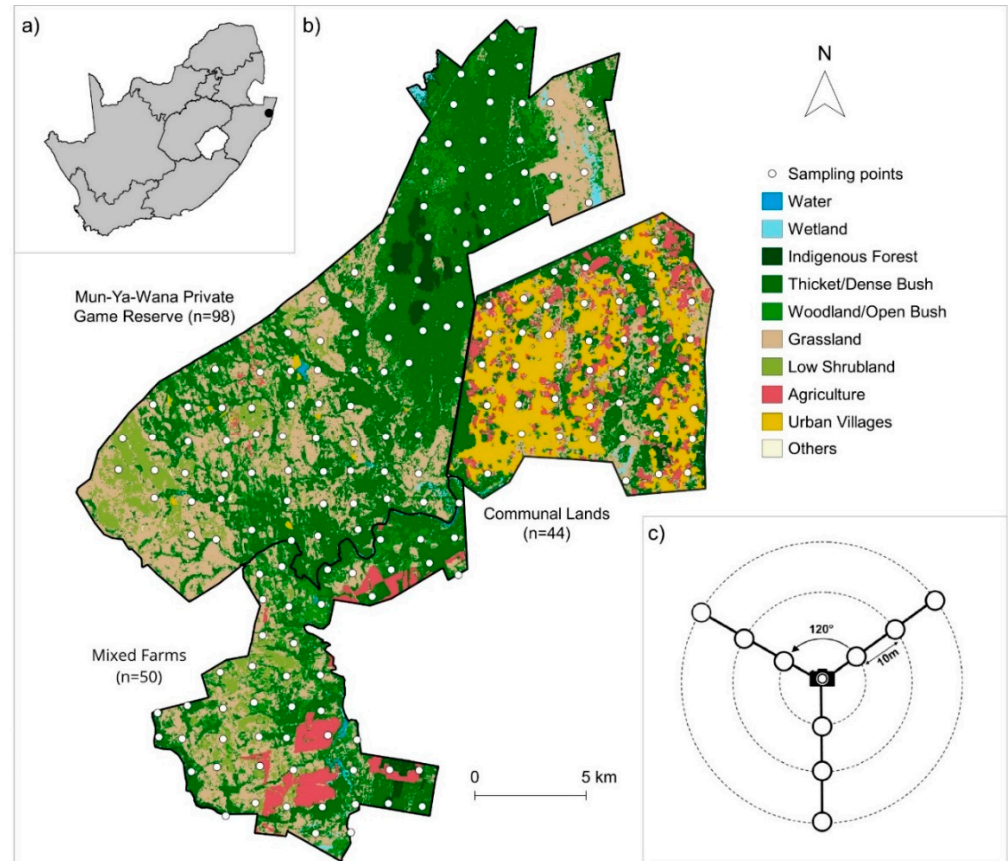 a)
b)
N
Sampling points
Water
Wetland
Indigenous Forest
Thicket/Dense Bush
Woodland/Open Bush
Grassland
Low Shrubland
Agriculture
Urban Villages
Others
Mun-Ya-Wana Private
Game Reserve (n=98)
Communal Lands
(n=44)
Mixed Farms
(n=50)
0
5 km
c)
120°
10m